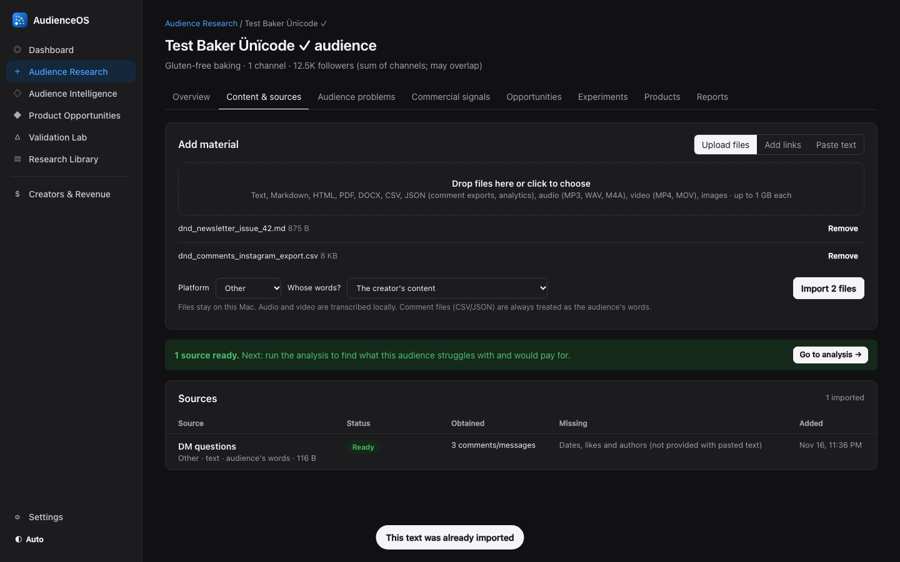 AudienceOS
Dashboard
Audience Research
Audience Intelligence
Product Opportunities
Validation Lab
Research Library
$ Creators & Revenue
Settings
Auto
Audience Research / Test Baker Ünïcode ✓
Test Baker Ünïcode ✓ audience
Gluten-free baking · 1 channel · 12.5K followers (sum of channels; may overlap)
Overview Content & sources Audience problems Commercial signals Opportunities Experiments Products Reports
Add material Upload files Add links Paste text
Drop files here or click to choose
Text, Markdown, HTML, PDF, DOCX, CSV, JSON (comment exports, analytics), audio (MP3, WAV, M4A), video (MP4, MOV), images · up to 1 GB each
dnd_newsletter_issue_42.md 875 B Remove
dnd_comments_instagram_export.csv 8 KB Remove
Platform Other Whose words? The creator's content Import 2 files
Files stay on this Mac. Audio and video are transcribed locally. Comment files (CSV/JSON) are always treated as the audience's words.
1 source ready. Next: run the analysis to find what this audience struggles with and would pay for. Go to analysis →
Sources 1 imported
Source Status Obtained Missing Added
DM questions Ready 3 comments/messages Dates, likes and authors (not provided with pasted text) Nov 16, 11:36 PM
Other · text · audience's words · 116 B
This text was already imported